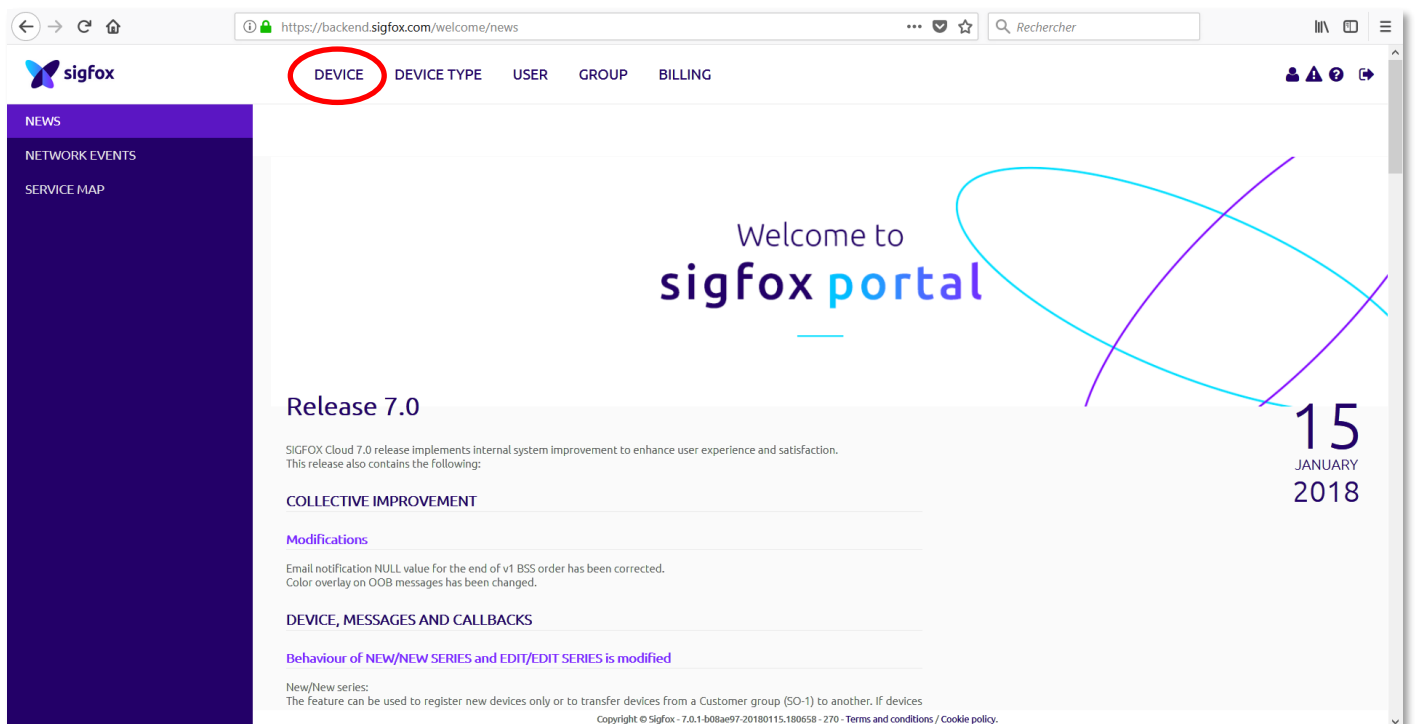 https://backend.sigfox.com/welcome/news
Rechercher
sigfox
DEVICE DEVICE TYPE USER GROUP BILLING
NEWS
NETWORK EVENTS
SERVICE MAP
Welcome to
sigfox portal
Release 7.0
15
JANUARY
2018
SIGFOX Cloud 7.0 release implements internal system improvement to enhance user experience and satisfaction.
This release also contains the following:
COLLECTIVE IMPROVEMENT
Modifications
Email notification NULL value for the end of v1 BSS order has been corrected.
Color overlay on OOB messages has been changed.
DEVICE, MESSAGES AND CALLBACKS
Behaviour of NEW/NEW SERIES and EDIT/EDIT SERIES is modified
New/New series:
The feature can be used to register new devices only or to transfer devices from a Customer group (SO-1) to another. If devices
Copyright © Sigfox - 7.0.1-b08ae97-20180115.180658 - 270 - Terms and conditions / Cookie policy.